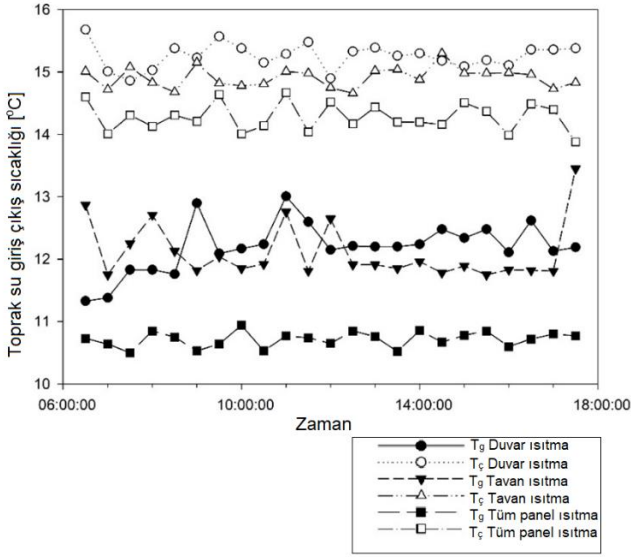 16
15
14
13
12
11
10
Toprak su giriş çıkış sıcaklığı [°C]
06:00:00 10:00:00 14:00:00 18:00:00
Zaman
Tg Duvar ısıtma
Tç Duvar ısıtma
Tg Tavan ısıtma
Tç Tavan ısıtma
Tg Tüm panel ısıtma
Tç Tüm panel ısıtma